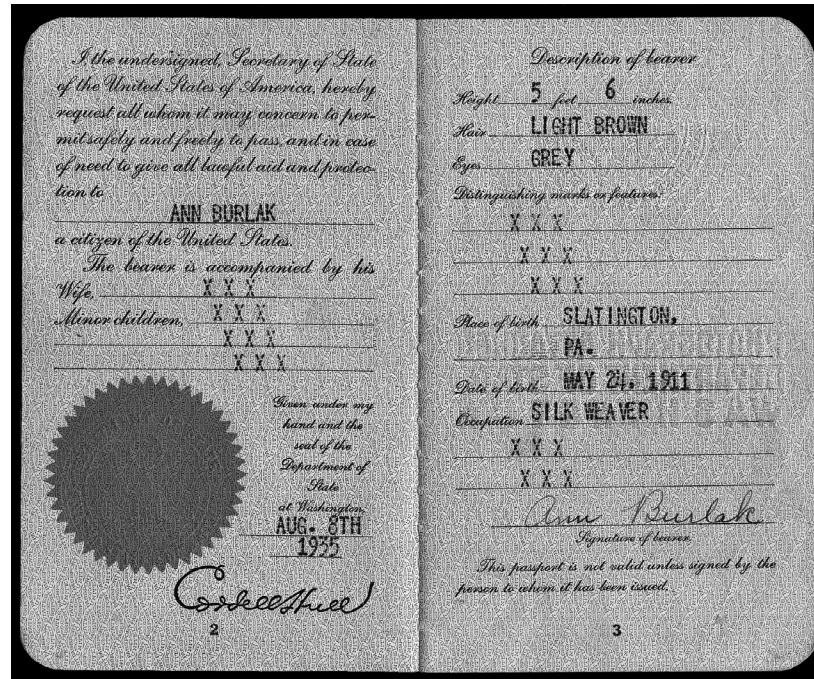 I, the undersigned, Secretary of State
of the United States of America, hereby
request all whom it may concern to per-
mit safely and freely to pass, and in case
of need to give all lawful aid and protec-
tion to
ANN BURLAK
a citizen of the United States.
The bearer is accompanied by his
Wife, X X X
Minor children, X X X
X X X
X X X
Given under my
hand and the
seal of the
Department of
State
at Washington,
AUG. 8TH
1935
Cordell Hull
2
Description of bearer
Height 5 feet 6 inches.
Hair LIGHT BROWN
Eyes GREY
Distinguishing marks or features:
X X X
X X X
X X X
Place of birth SLATINGTON,
PA.
Date of birth MAY 24, 1911
Occupation SILK WEAVER
X X X
X X X
Ann Burlak
Signature of bearer.
This passport is not valid unless signed by the
person to whom it has been issued.
3